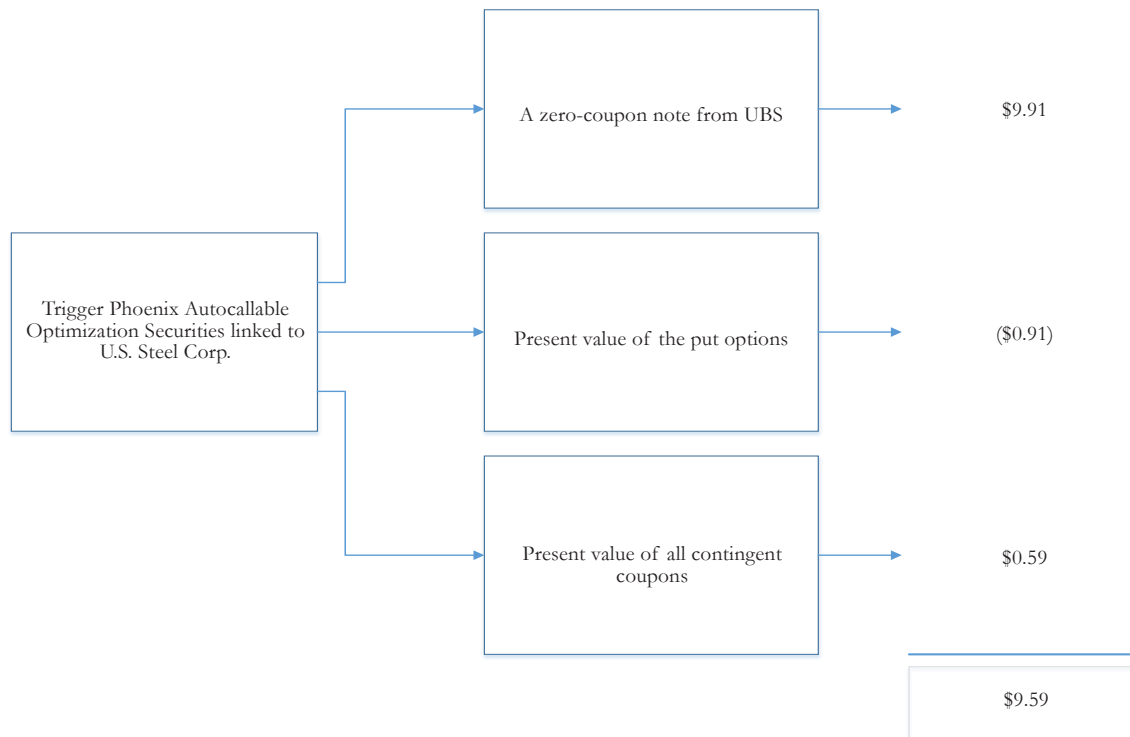 A zero-coupon note from UBS
$9.91
Trigger Phoenix Autocallable
Optimization Securities linked to
U.S. Steel Corp.
Present value of the put options
($0.91)
Present value of all contingent
coupons
$0.59
$9.59